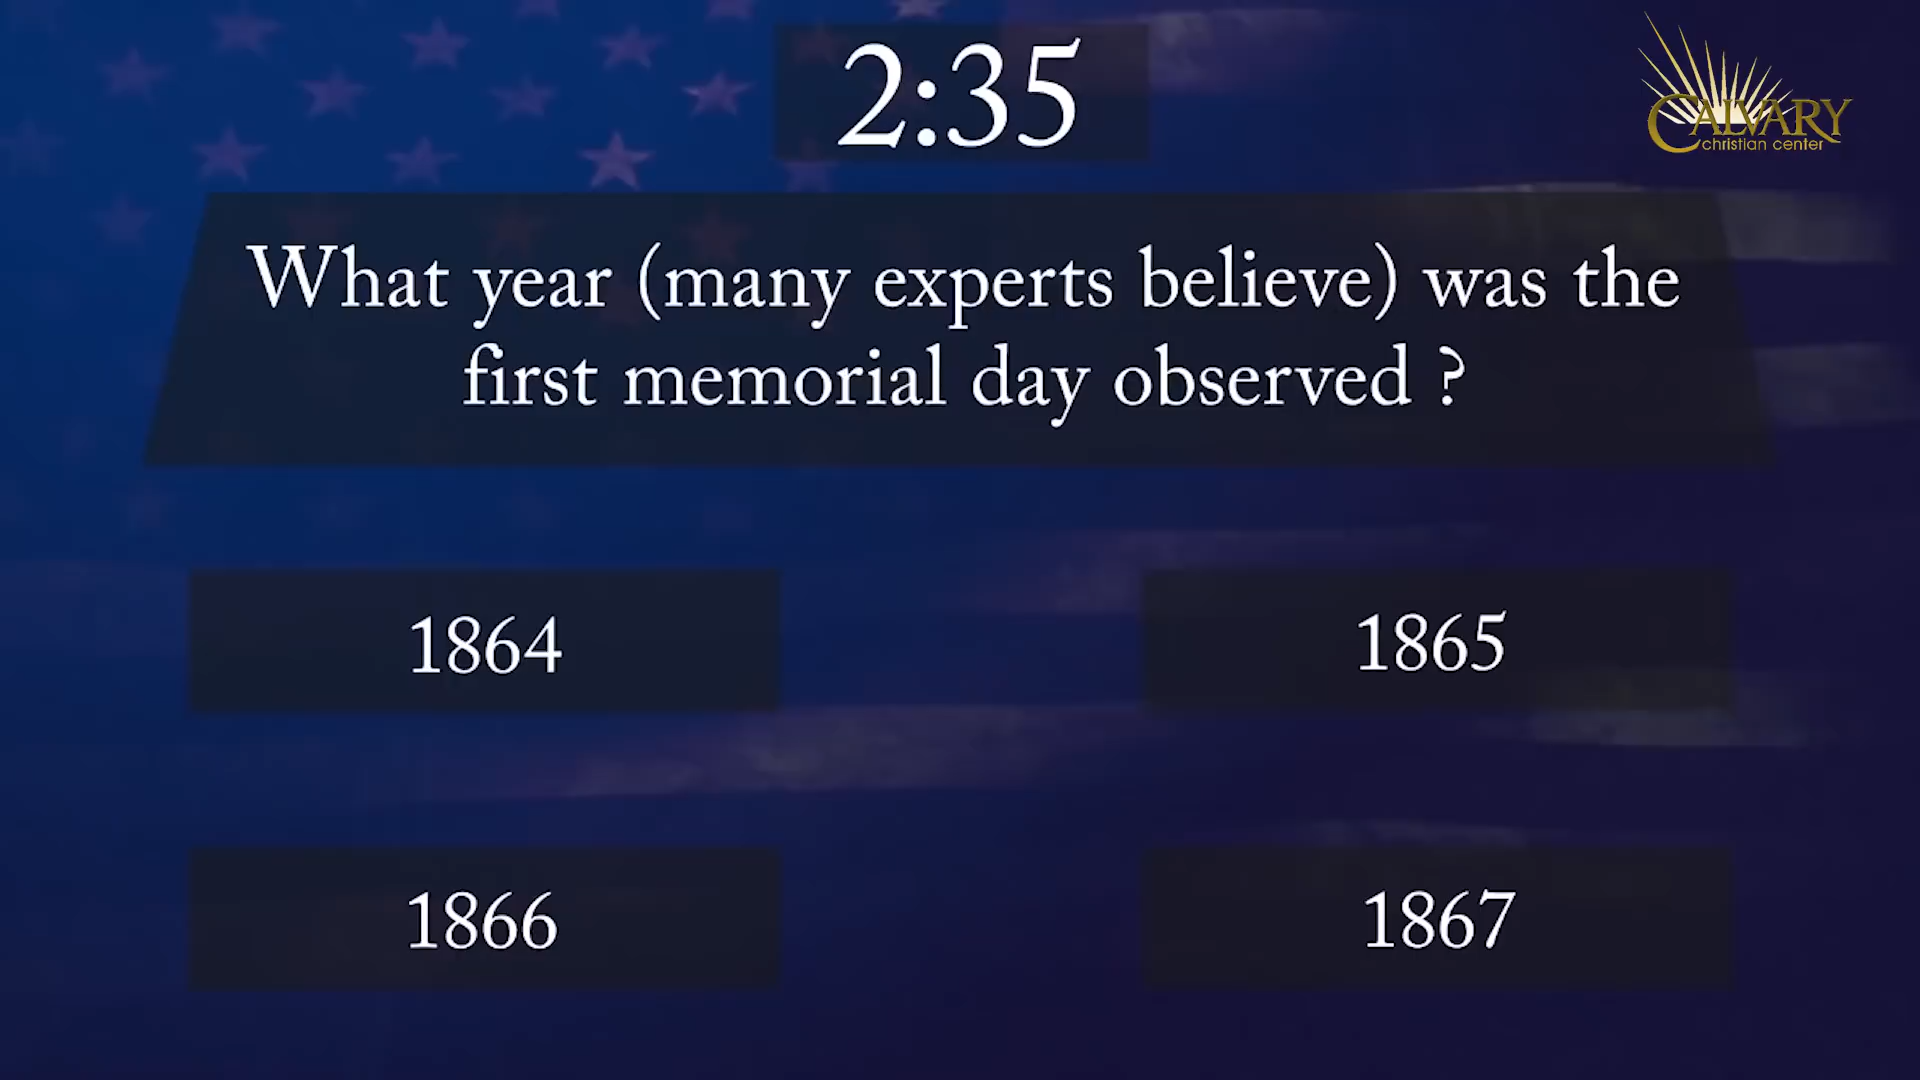 2:35
CALVARY
christian center
What year (many experts believe) was the
first memorial day observed ?
1864
1865
1866
1867